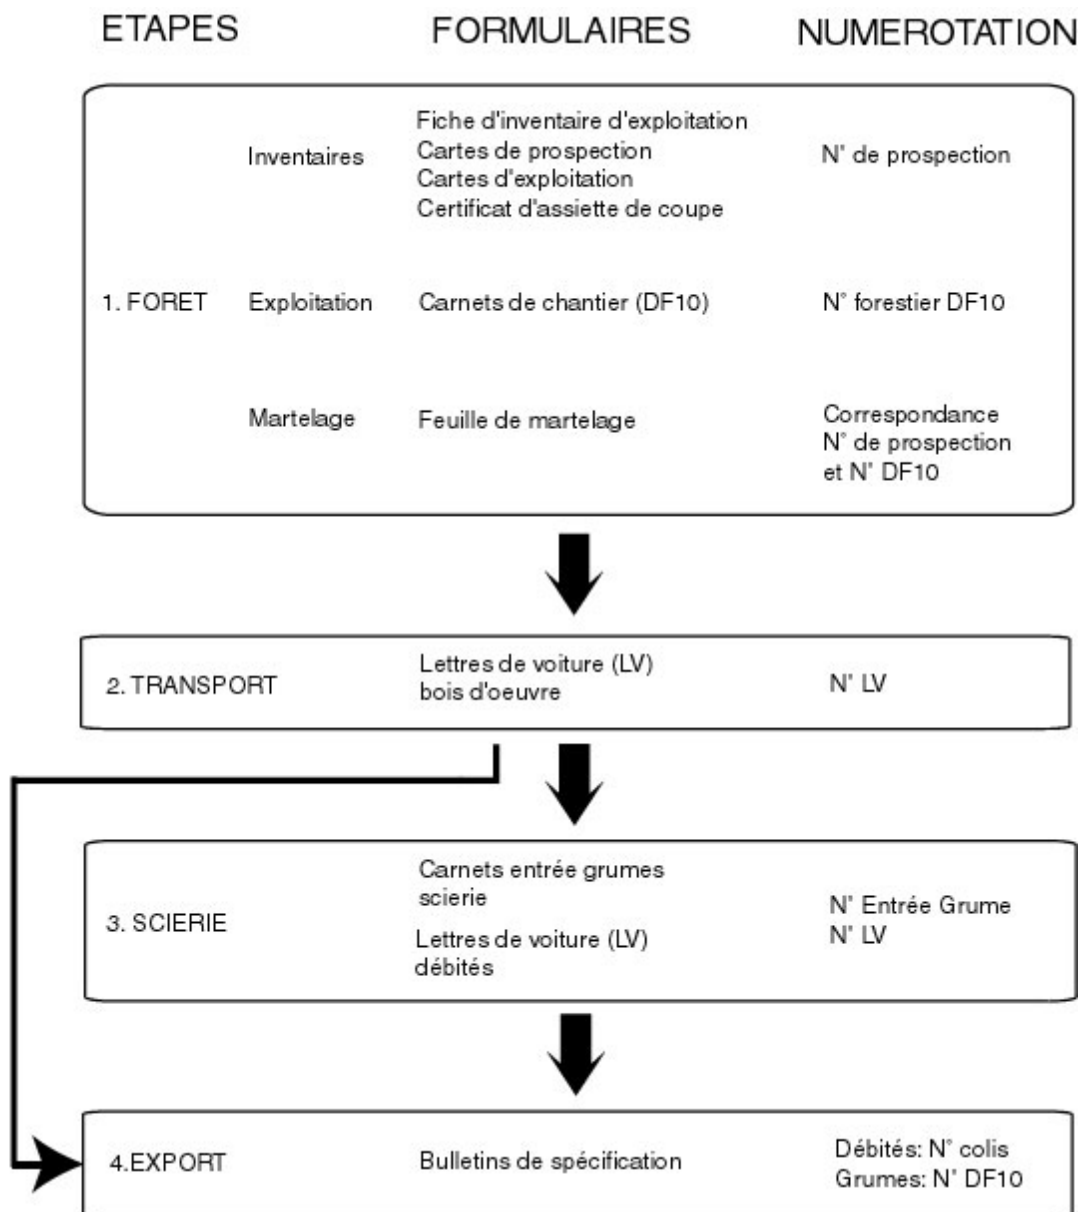 ETAPES FORMULAIRES NUMEROTATION
Fiche d'inventaire d'exploitation
Inventaires Cartes de prospection N° de prospection
Cartes d'exploitation
Certificat d'assiette de coupe
1. FORET Exploitation Carnets de chantier (DF10) N° forestier DF10
Martelage Feuille de martelage Correspondance
N° de prospection
et N° DF10
2. TRANSPORT Lettres de voiture (LV) N° LV
bois d'oeuvre
Carnets entrée grumes
scierie
3. SCIERIE N° Entrée Grume
N° LV
Lettres de voiture (LV)
débités
4.EXPORT Bulletins de spécification Débités: N° colis
Grumes: N° DF10